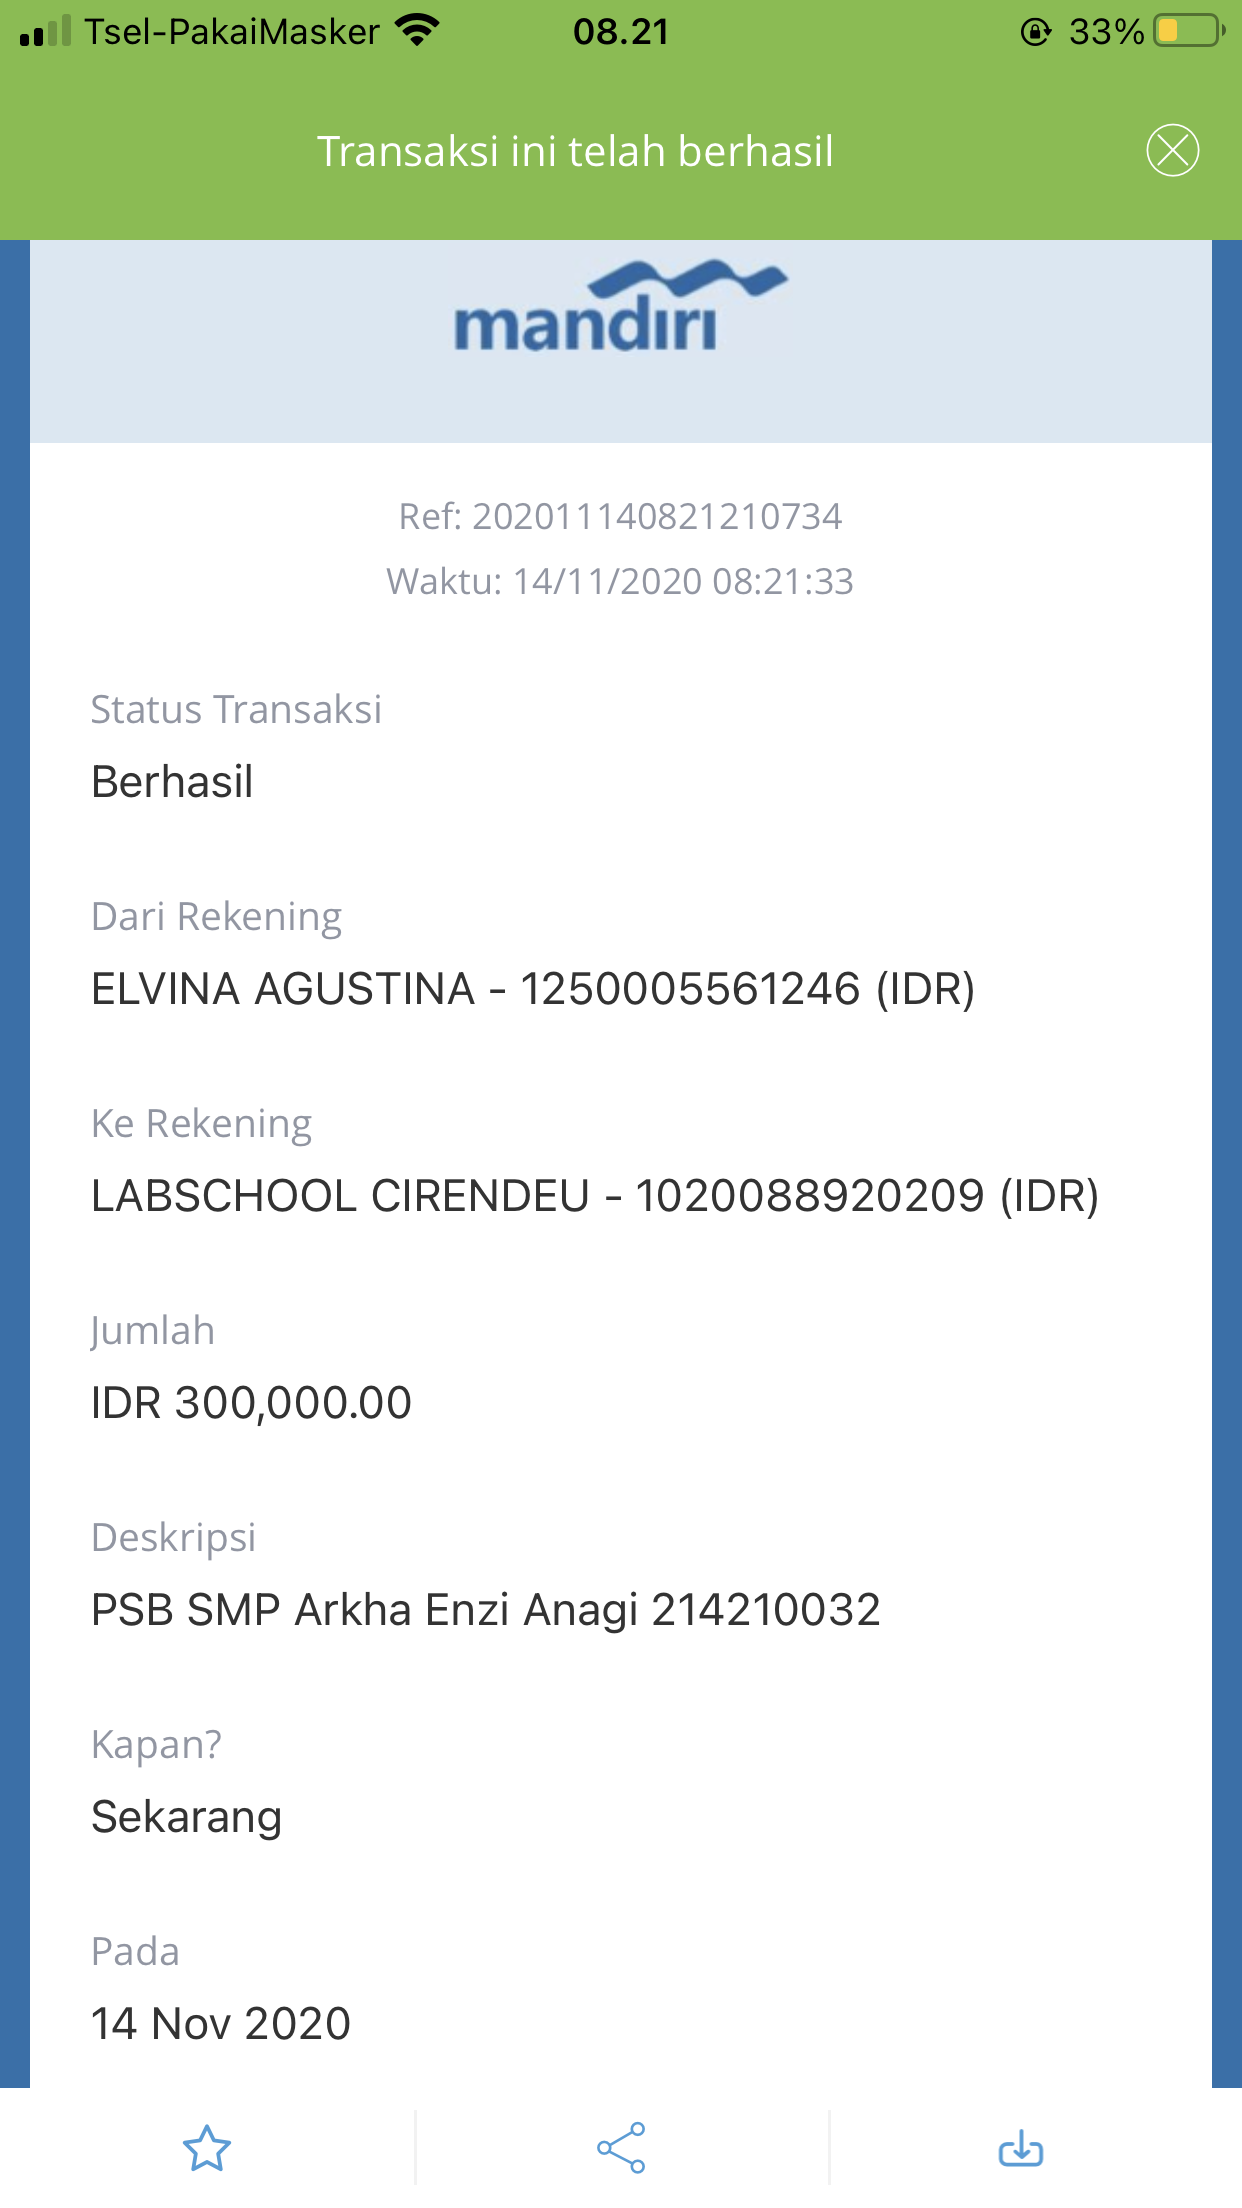 Tsel-PakaiMasker 08.21 33%
Transaksi ini telah berhasil
mandırı
Ref: 202011140821210734
Waktu: 14/11/2020 08:21:33
Status Transaksi
Berhasil
Dari Rekening
ELVINA AGUSTINA - 1250005561246 (IDR)
Ke Rekening
LABSCHOOL CIRENDEU - 1020088920209 (IDR)
Jumlah
IDR 300,000.00
Deskripsi
PSB SMP Arkha Enzi Anagi 214210032
Kapan?
Sekarang
Pada
14 Nov 2020